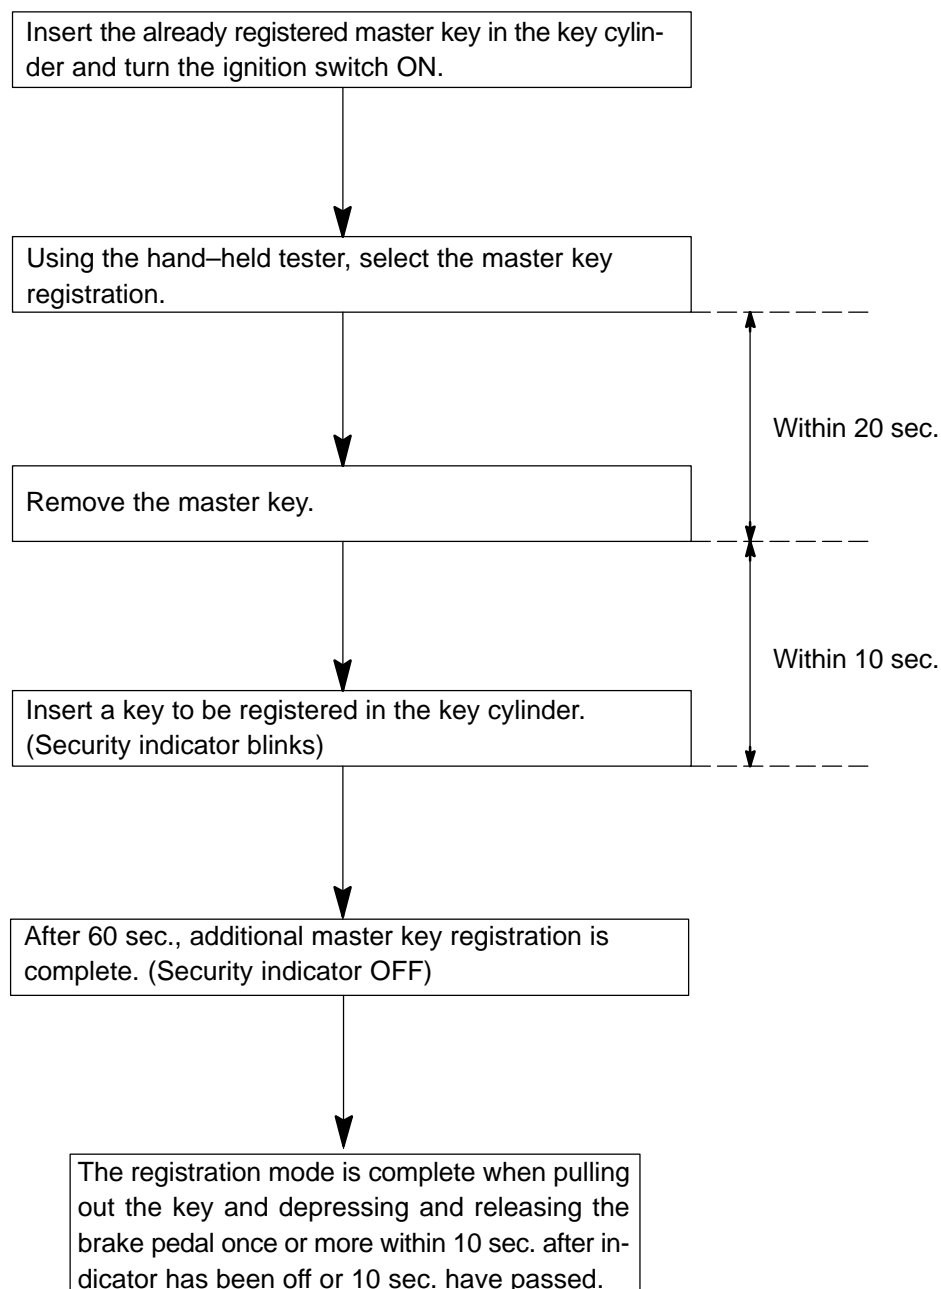 Insert the already registered master key in the key cylin-
der and turn the ignition switch ON.
Using the hand–held tester, select the master key
registration.
Within 20 sec.
Remove the master key.
Within 10 sec.
Insert a key to be registered in the key cylinder.
(Security indicator blinks)
After 60 sec., additional master key registration is
complete. (Security indicator OFF)
The registration mode is complete when pulling
out the key and depressing and releasing the
brake pedal once or more within 10 sec. after in-
dicator has been off or 10 sec. have passed.